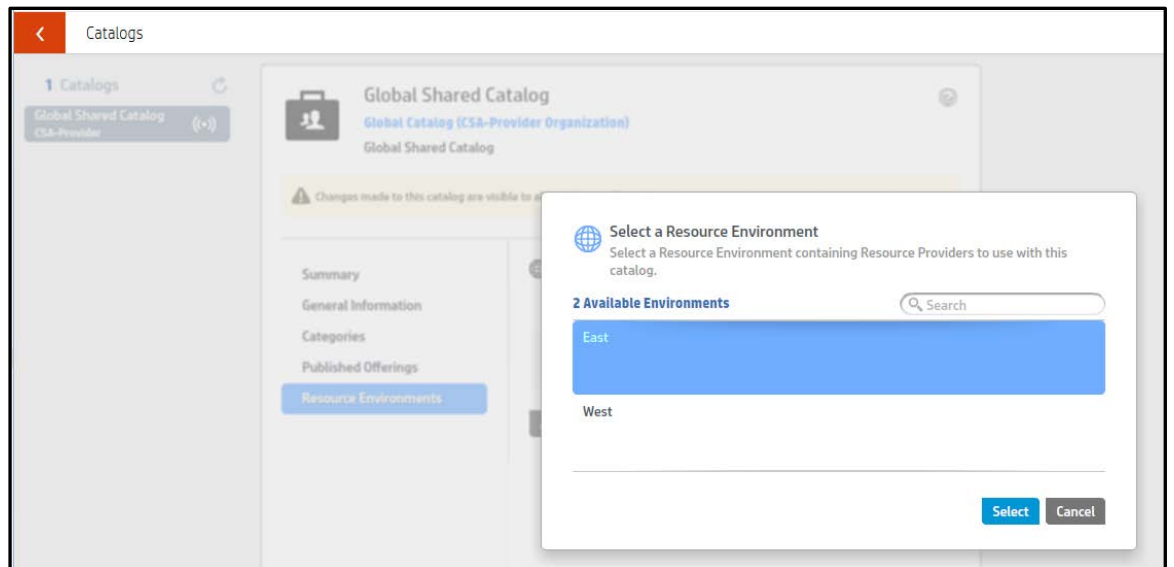 Catalogs
1 Catalogs
Global Shared Catalog
CSA-Provider
Global Shared Catalog
Global Catalog (CSA-Provider Organization)
Global Shared Catalog
Changes made to this catalog are visible to
Summary
General Information
Categories
Published Offerings
Resource Environments
Select a Resource Environment
Select a Resource Environment containing Resource Providers to use with this
catalog.
2 Available Environments
Search
East
West
Select
Cancel